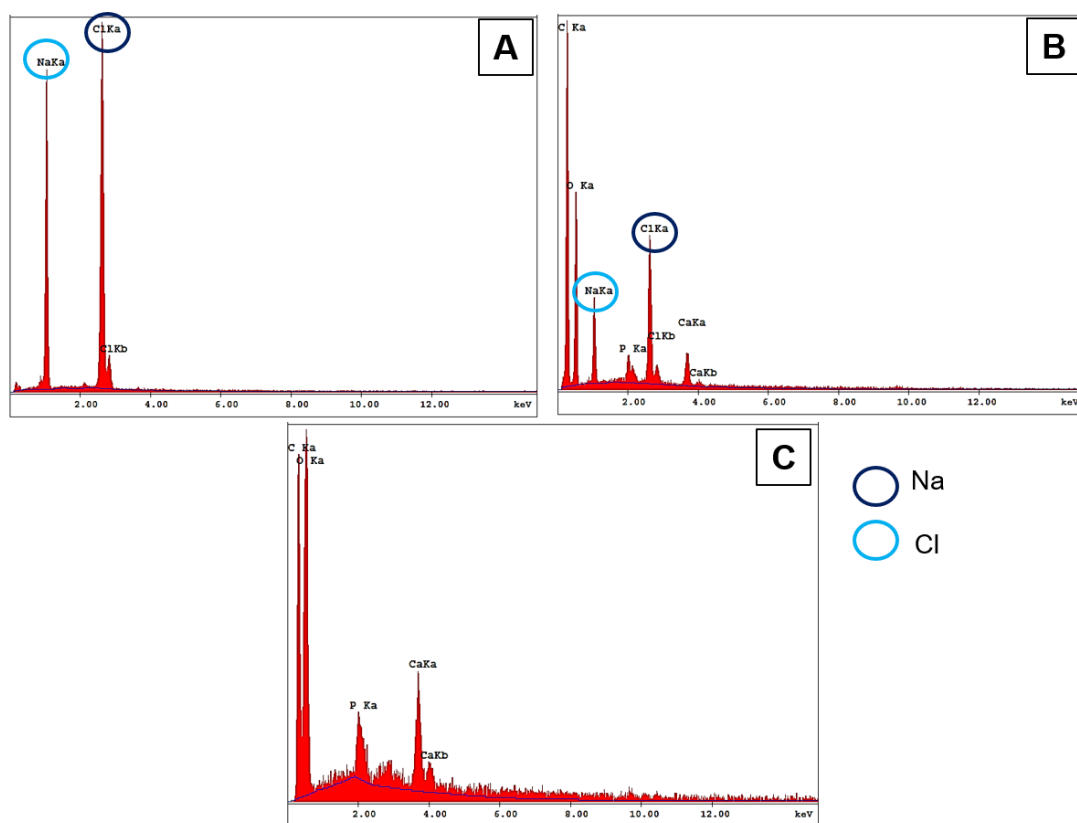 A
ClKa
NaKa
ClKb
2.00 4.00 6.00 8.00 10.00 12.00 keV
B
C Ka
O Ka
ClKa
NaKa
CaKa
ClKb
P Ka
CaKb
2.00 4.00 6.00 8.00 10.00 12.00 keV
C
C Ka
O Ka
CaKa
P Ka
CaKb
2.00 4.00 6.00 8.00 10.00 12.00
Na
Cl